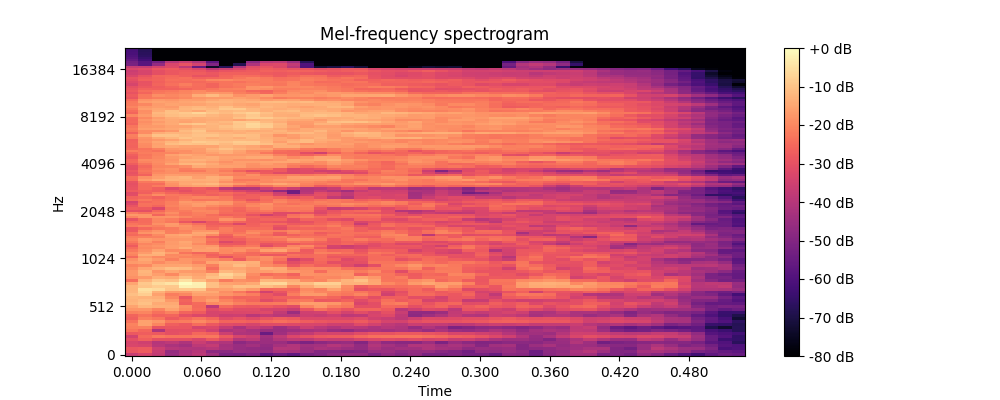 Mel-frequency spectrogram
Hz
16384
8192
4096
2048
1024
512
0
0.000 0.060 0.120 0.180 0.240 0.300 0.360 0.420 0.480
Time
+0 dB
-10 dB
-20 dB
-30 dB
-40 dB
-50 dB
-60 dB
-70 dB
-80 dB